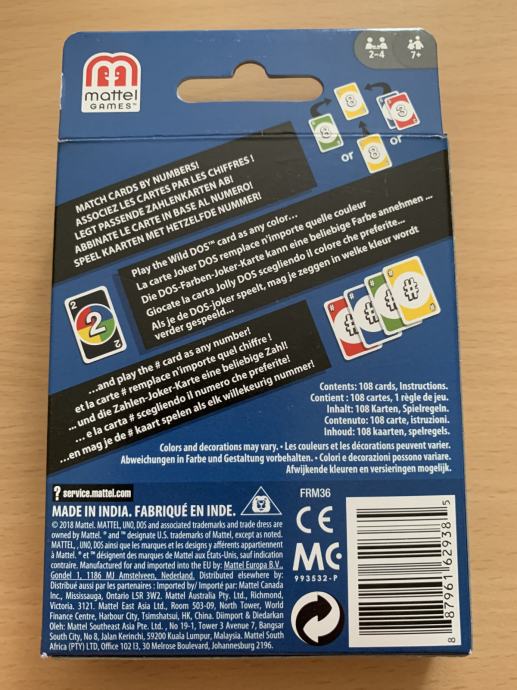 mattel
GAMES™
2-4
7+
8
8
3
or
8
or
MATCH CARDS BY NUMBERS!
ASSOCIEZ LES CARTES PAR LES CHIFFRES !
LEGT PASSENDE ZAHLENKARTEN AB!
ABBINATE LE CARTE IN BASE AL NUMERO!
SPEEL KAARTEN MET HETZELFDE NUMMER!
Play the Wild DOS™ card as any color...
La carte Joker DOS remplace n'importe quelle couleur
Die DOS-Farben-Joker-Karte kann eine beliebige Farbe annehmen ...
Giocate la carta Jolly DOS scegliendo il colore che preferite...
Als je de DOS-joker speelt, mag je zeggen in welke kleur wordt
verder gespeeld...
2
2
2
# # # #
...and play the # card as any number!
et la carte # remplace n'importe quel chiffre !
... und die Zahlen-Joker-Karte eine beliebige Zahl!
... e la carta # scegliendo il numero che preferite!
...en mag je de # kaart spelen als elk willekeurig nummer!
Contents: 108 cards, Instructions.
Contient : 108 cartes, 1 règle de jeu.
Inhalt: 108 Karten, Spielregeln.
Contenuto: 108 carte, istruzioni.
Inhoud: 108 kaarten, spelregels.
Colors and decorations may vary. • Les couleurs et les décorations peuvent varier.
Abweichungen in Farbe und Gestaltung vorbehalten. • Colori e decorazioni possono variare.
Afwijkende kleuren en versieringen mogelijk.
? service.mattel.com
MADE IN INDIA. FABRIQUÉ EN INDE.
© 2018 Mattel. MATTEL, UNO, DOS and associated trademarks and trade dress are
owned by Mattel. ® and ™ designate U.S. trademarks of Mattel, except as noted.
MATTEL, UNO, DOS ainsi que les marques et les designs y afférents appartiennent
à Mattel. ® et ™ désignent des marques de Mattel aux États-Unis, sauf indication
contraire. Manufactured for and imported into the EU by: Mattel Europa B.V.,
Gondel 1, 1186 MJ Amstelveen, Nederland. Distributed elsewhere by:
Distribué aussi par les partenaires : Imported by/ Importé par: Mattel Canada
Inc., Mississauga, Ontario L5R 3W2. Mattel Australia Pty. Ltd., Richmond,
Victoria. 3121. Mattel East Asia Ltd., Room 503-09, North Tower, World
Finance Centre, Harbour City, Tsimshatsui, HK, China. Diimport & Diedarkan
Oleh: Mattel Southeast Asia Pte. Ltd. , No 19-1, Tower 3 Avenue 7, Bangsar
South City, No 8, Jalan Kerinchi, 59200 Kuala Lumpur, Malaysia. Mattel South
Africa (PTY) LTD, Office 102 I3, 30 Melrose Boulevard, Johannesburg 2196.
FRM36
CE
MC
993532-P
8 87961 62938 5